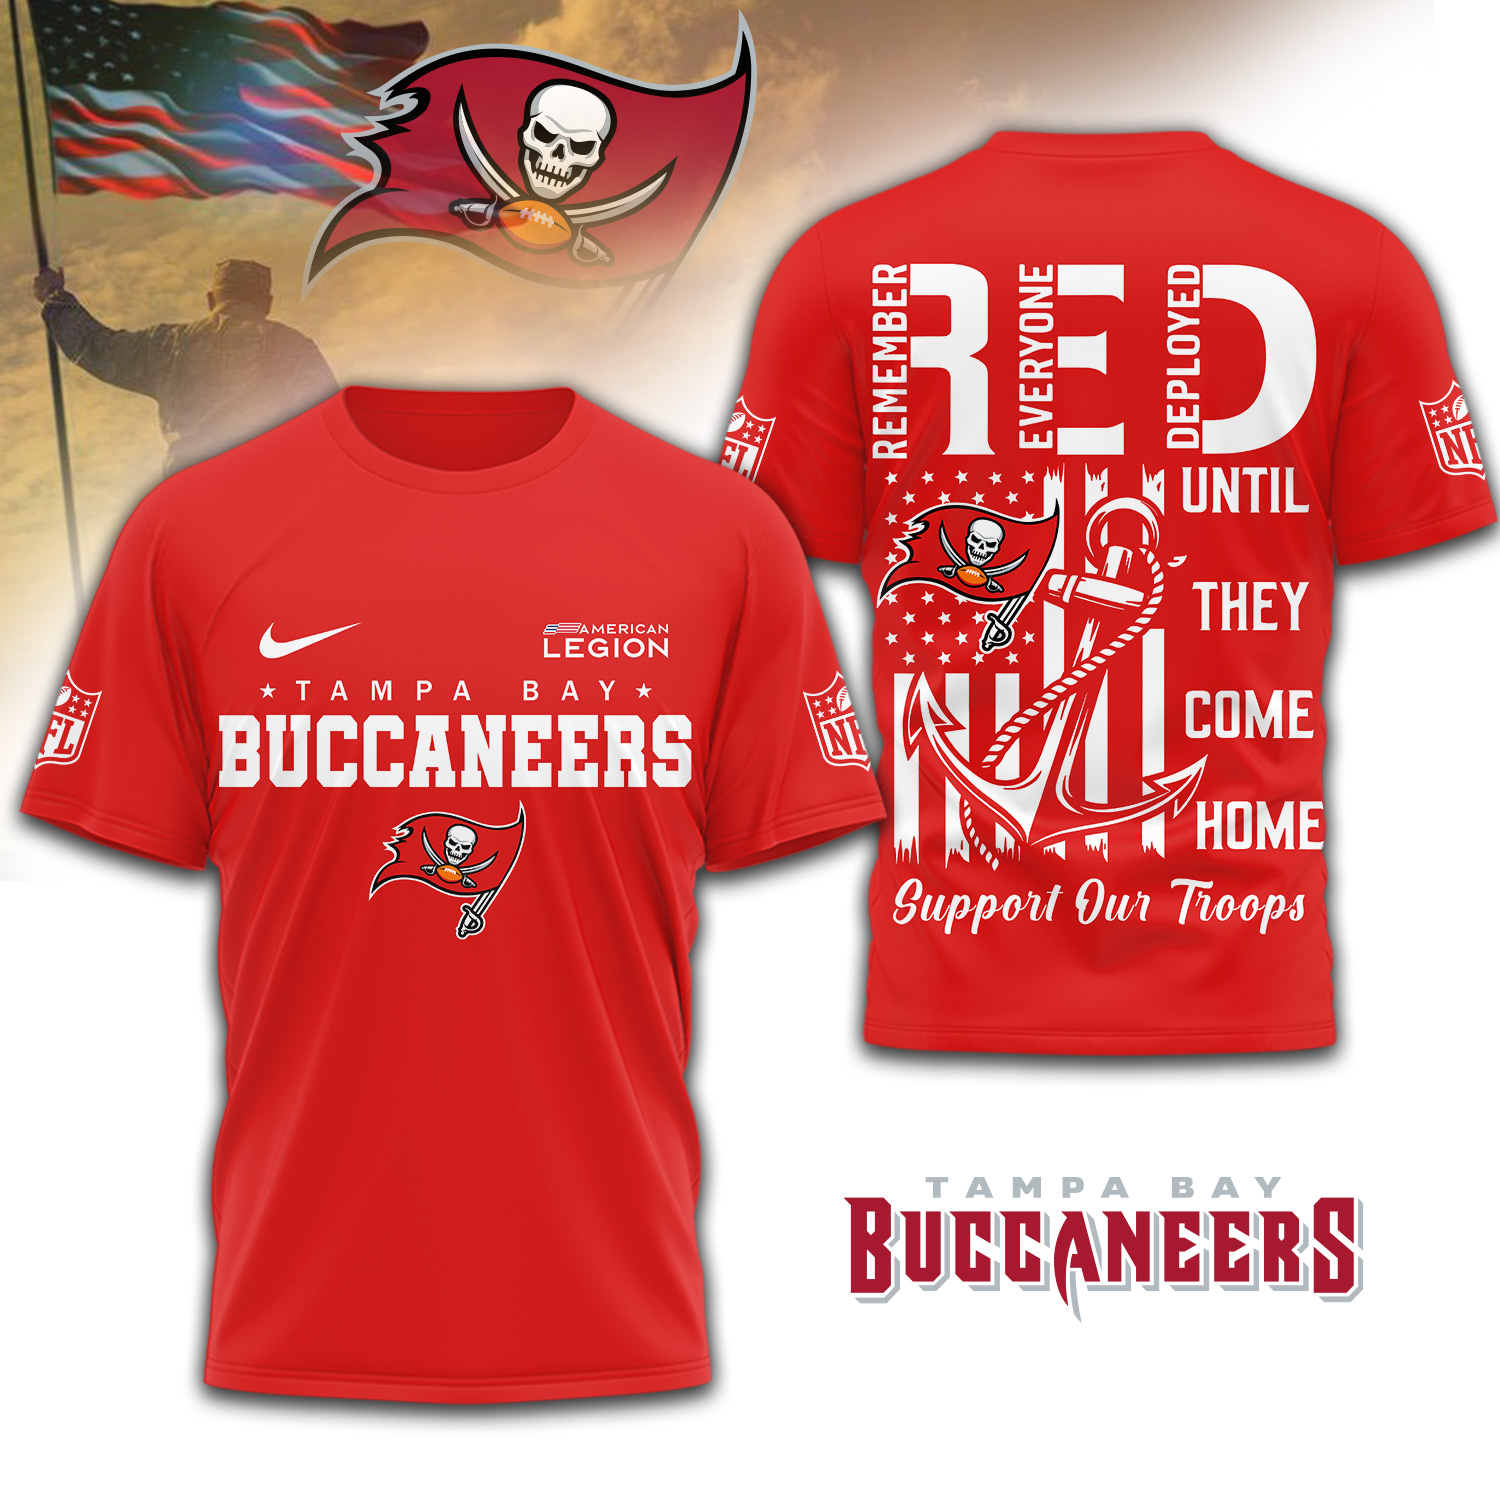 REMEMBER
EVERYONE
DEPLOYED
RED
UNTIL
THEY
COME
HOME
Support Our Troops
NFL
NFL
AMERICAN
LEGION
TAMPA BAY
BUCCANEERS
NFL
NFL
TAMPA BAY
BUCCANEERS